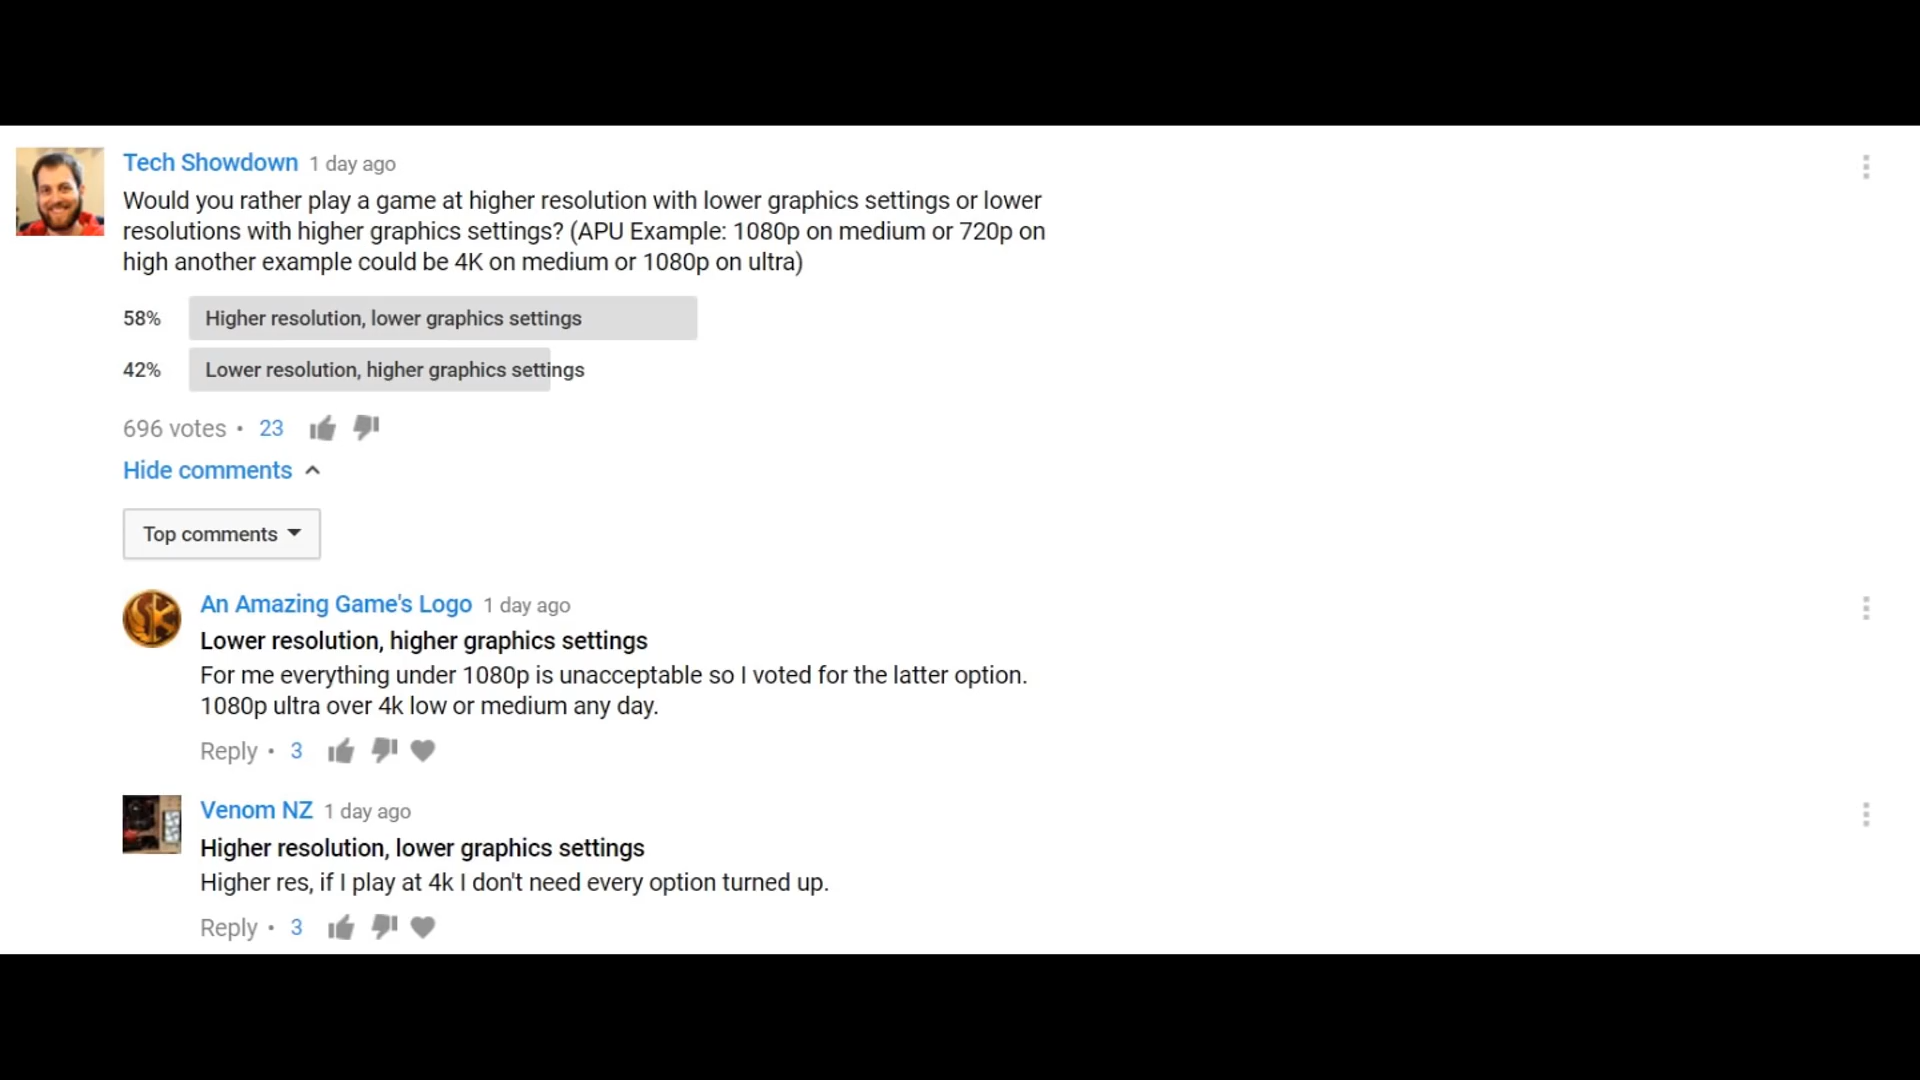 Tech Showdown 1 day ago
Would you rather play a game at higher resolution with lower graphics settings or lower
resolutions with higher graphics settings? (APU Example: 1080p on medium or 720p on
high another example could be 4K on medium or 1080p on ultra)
58% Higher resolution, lower graphics settings
42% Lower resolution, higher graphics settings
696 votes • 23
Hide comments
Top comments
An Amazing Game's Logo 1 day ago
Lower resolution, higher graphics settings
For me everything under 1080p is unacceptable so I voted for the latter option.
1080p ultra over 4k low or medium any day.
Reply • 3
Venom NZ 1 day ago
Higher resolution, lower graphics settings
Higher res, if I play at 4k I don't need every option turned up.
Reply • 3